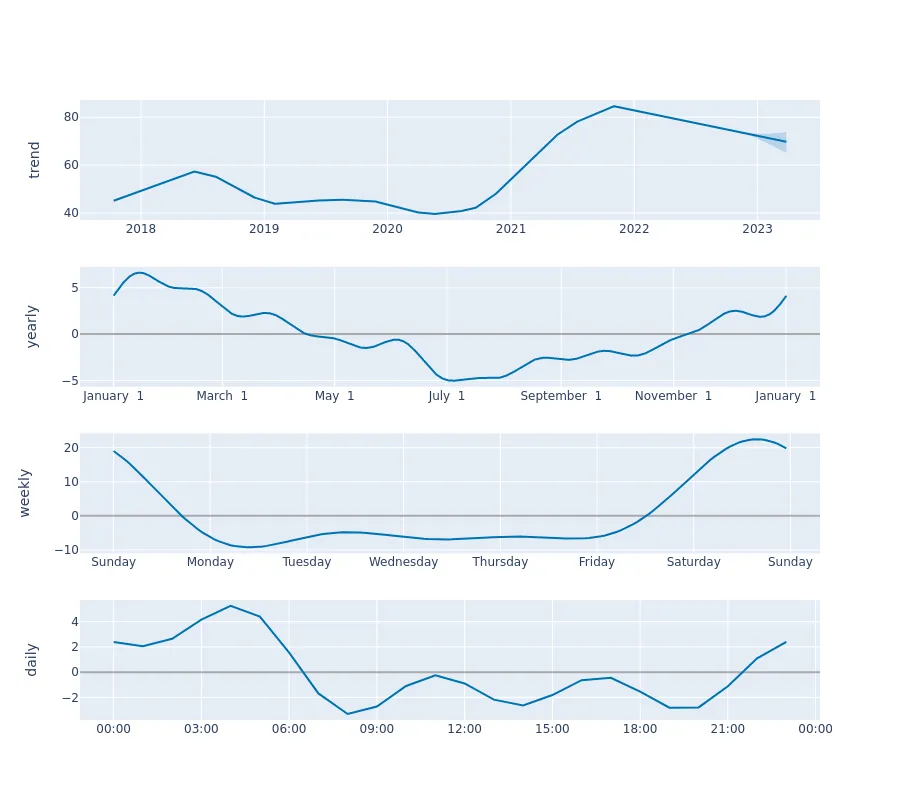 trend
80
60
40
2018 2019 2020 2021 2022 2023
yearly
5
0
−5
January 1 March 1 May 1 July 1 September 1 November 1 January 1
weekly
20
10
0
−10
Sunday Monday Tuesday Wednesday Thursday Friday Saturday Sunday
daily
4
2
0
−2
00:00 03:00 06:00 09:00 12:00 15:00 18:00 21:00 00:00